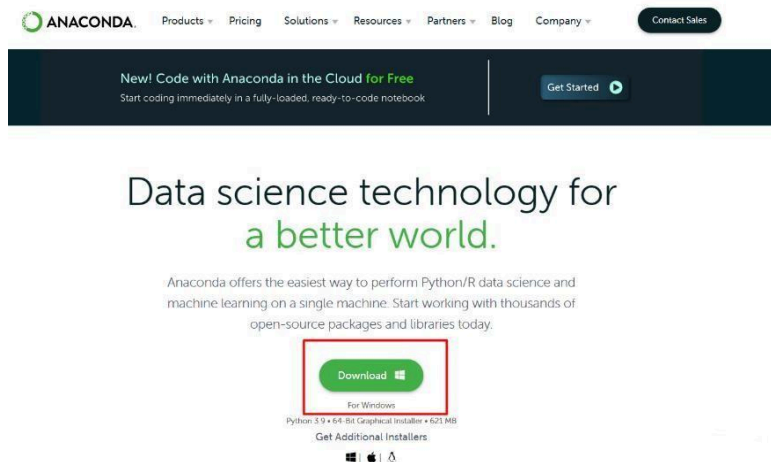 ANACONDA.
Products Pricing Solutions Resources Partners Blog Company Contact Sales
New! Code with Anaconda in the Cloud for Free
Start coding immediately in a fully-loaded, ready-to-code notebook
Get Started
Data science technology for
a better world.
Anaconda offers the easiest way to perform Python/R data science and
machine learning on a single machine. Start working with thousands of
open-source packages and libraries today.
Download
For Windows
Python 3.9 • 64-Bit Graphical Installer • 621 MB
Get Additional Installers